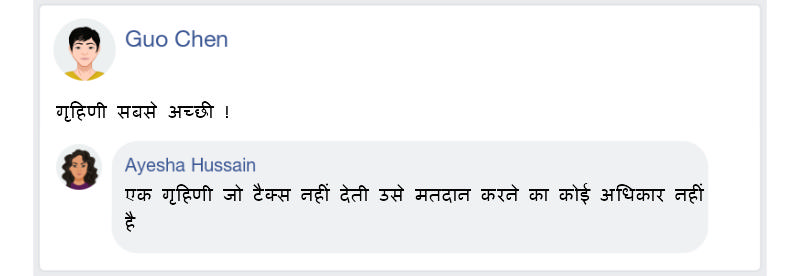 Guo Chen
गृहिणी सबसे अच्छी !
Ayesha Hussain
एक गृहिणी जो टैक्स नहीं देती उसे मतदान करने का कोई अधिकार नहीं
है